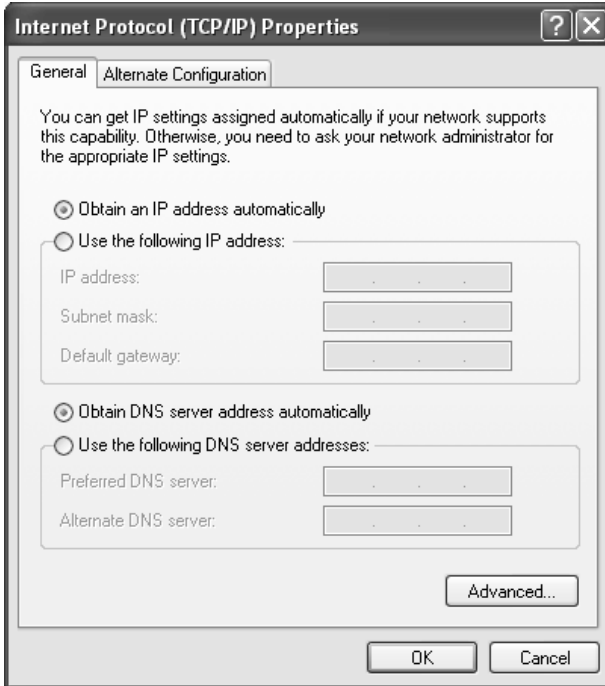 Internet Protocol (TCP/IP) Properties
General
Alternate Configuration
You can get IP settings assigned automatically if your network supports
this capability. Otherwise, you need to ask your network administrator for
the appropriate IP settings.
Obtain an IP address automatically
Use the following IP address:
IP address:
Subnet mask:
Default gateway:
Obtain DNS server address automatically
Use the following DNS server addresses:
Preferred DNS server:
Alternate DNS server:
Advanced...
OK
Cancel